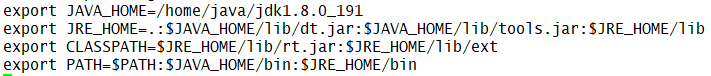 export JAVA_HOME=/home/java/jdk1.8.0_191
export JRE_HOME=.:$JAVA_HOME/lib/dt.jar:$JAVA_HOME/lib/tools.jar:$JRE_HOME/lib
export CLASSPATH=$JRE_HOME/lib/rt.jar:$JRE_HOME/lib/ext
export PATH=$PATH:$JAVA_HOME/bin:$JRE_HOME/bin